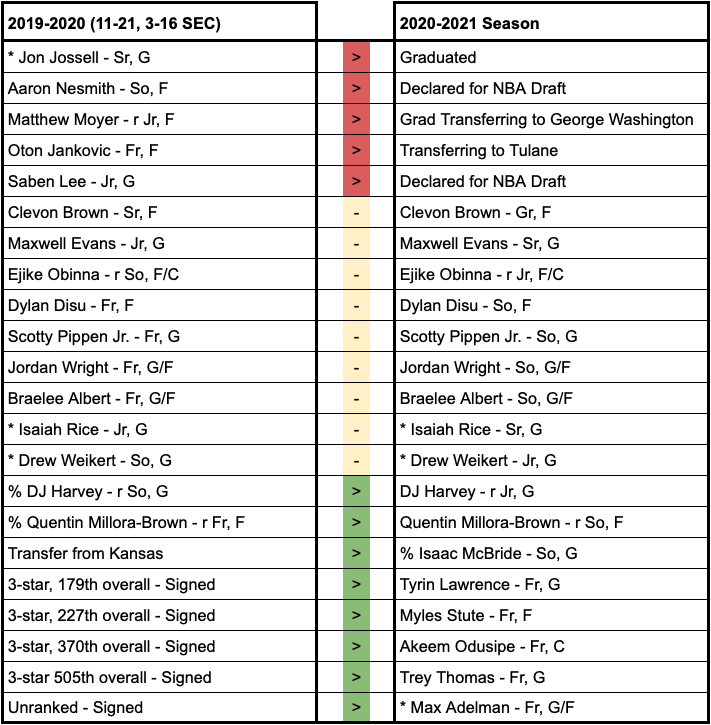 2019-2020 (11-21, 3-16 SEC) 2020-2021 Season
* Jon Jossell - Sr, G > Graduated
Aaron Nesmith - So, F > Declared for NBA Draft
Matthew Moyer - r Jr, F > Grad Transferring to George Washington
Oton Jankovic - Fr, F > Transferring to Tulane
Saben Lee - Jr, G > Declared for NBA Draft
Clevon Brown - Sr, F - Clevon Brown - Gr, F
Maxwell Evans - Jr, G - Maxwell Evans - Sr, G
Ejike Obinna - r So, F/C - Ejike Obinna - r Jr, F/C
Dylan Disu - Fr, F - Dylan Disu - So, F
Scotty Pippen Jr. - Fr, G - Scotty Pippen Jr. - So, G
Jordan Wright - Fr, G/F - Jordan Wright - So, G/F
Braelee Albert - Fr, G/F - Braelee Albert - So, G/F
* Isaiah Rice - Jr, G - * Isaiah Rice - Sr, G
* Drew Weikert - So, G - * Drew Weikert - Jr, G
% DJ Harvey - r So, G > DJ Harvey - r Jr, G
% Quentin Millora-Brown - r Fr, F > Quentin Millora-Brown - r So, F
Transfer from Kansas > % Isaac McBride - So, G
3-star, 179th overall - Signed > Tyrin Lawrence - Fr, G
3-star, 227th overall - Signed > Myles Stute - Fr, F
3-star, 370th overall - Signed > Akeem Odusipe - Fr, C
3-star 505th overall - Signed > Trey Thomas - Fr, G
Unranked - Signed > * Max Adelman - Fr, G/F